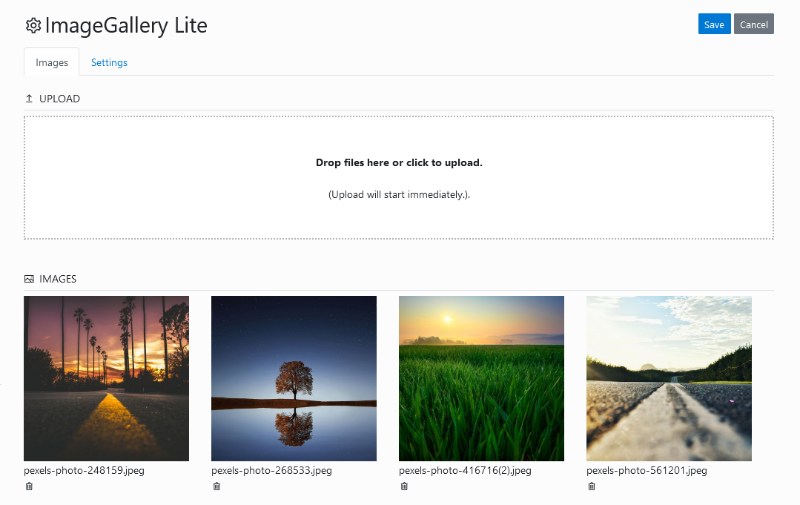 ImageGallery Lite
Save Cancel
Images Settings
UPLOAD
Drop files here or click to upload.
(Upload will start immediately.).
IMAGES
pexels-photo-248159.jpeg pexels-photo-268533.jpeg pexels-photo-416716(2).jpeg pexels-photo-561201.jpeg